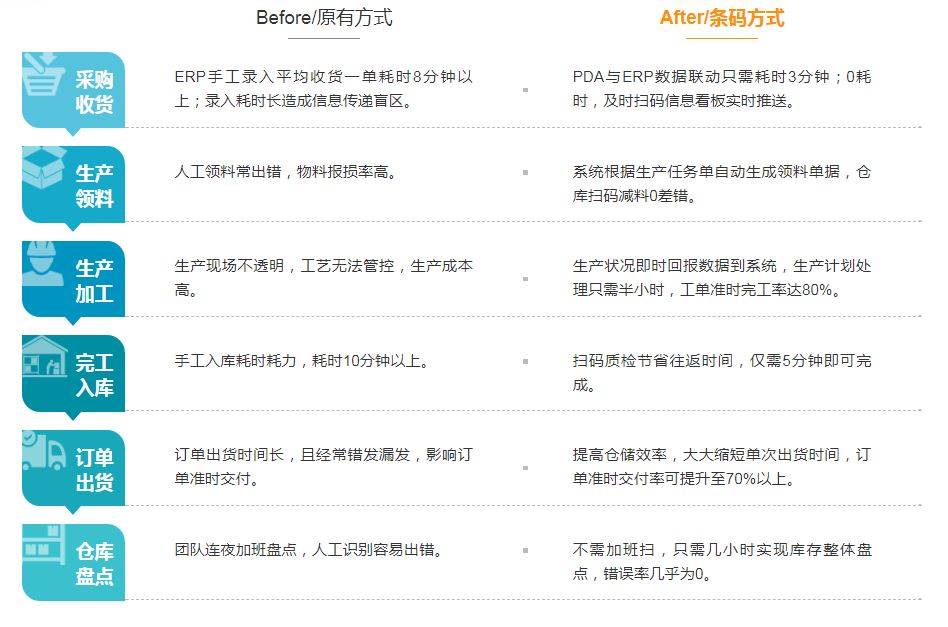 Before/原有方式
After/条码方式
采购
收货
ERP手工录入平均收货一单耗时8分钟以
上；录入耗时长造成信息传递盲区。
PDA与ERP数据联动只需耗时3分钟；0耗
时，及时扫码信息看板实时推送。
生产
领料
人工领料常出错，物料报损率高。
系统根据生产任务单自动生成领料单据，仓
库扫码减料0差错。
生产
加工
生产现场不透明，工艺无法管控，生产成本
高。
生产状况即时回报数据到系统，生产计划处
理只需半小时，工单准时完工率达80%。
完工
入库
手工入库耗时耗力，耗时10分钟以上。
扫码质检节省往返时间，仅需5分钟即可完
成。
订单
出货
订单出货时间长，且经常错发漏发，影响订
单准时交付。
提高仓储效率，大大缩短单次出货时间，订
单准时交付率可提升至70%以上。
仓库
盘点
团队连夜加班盘点，人工识别容易出错。
不需加班扫，只需几小时实现库存整体盘
点，错误率几乎为0。